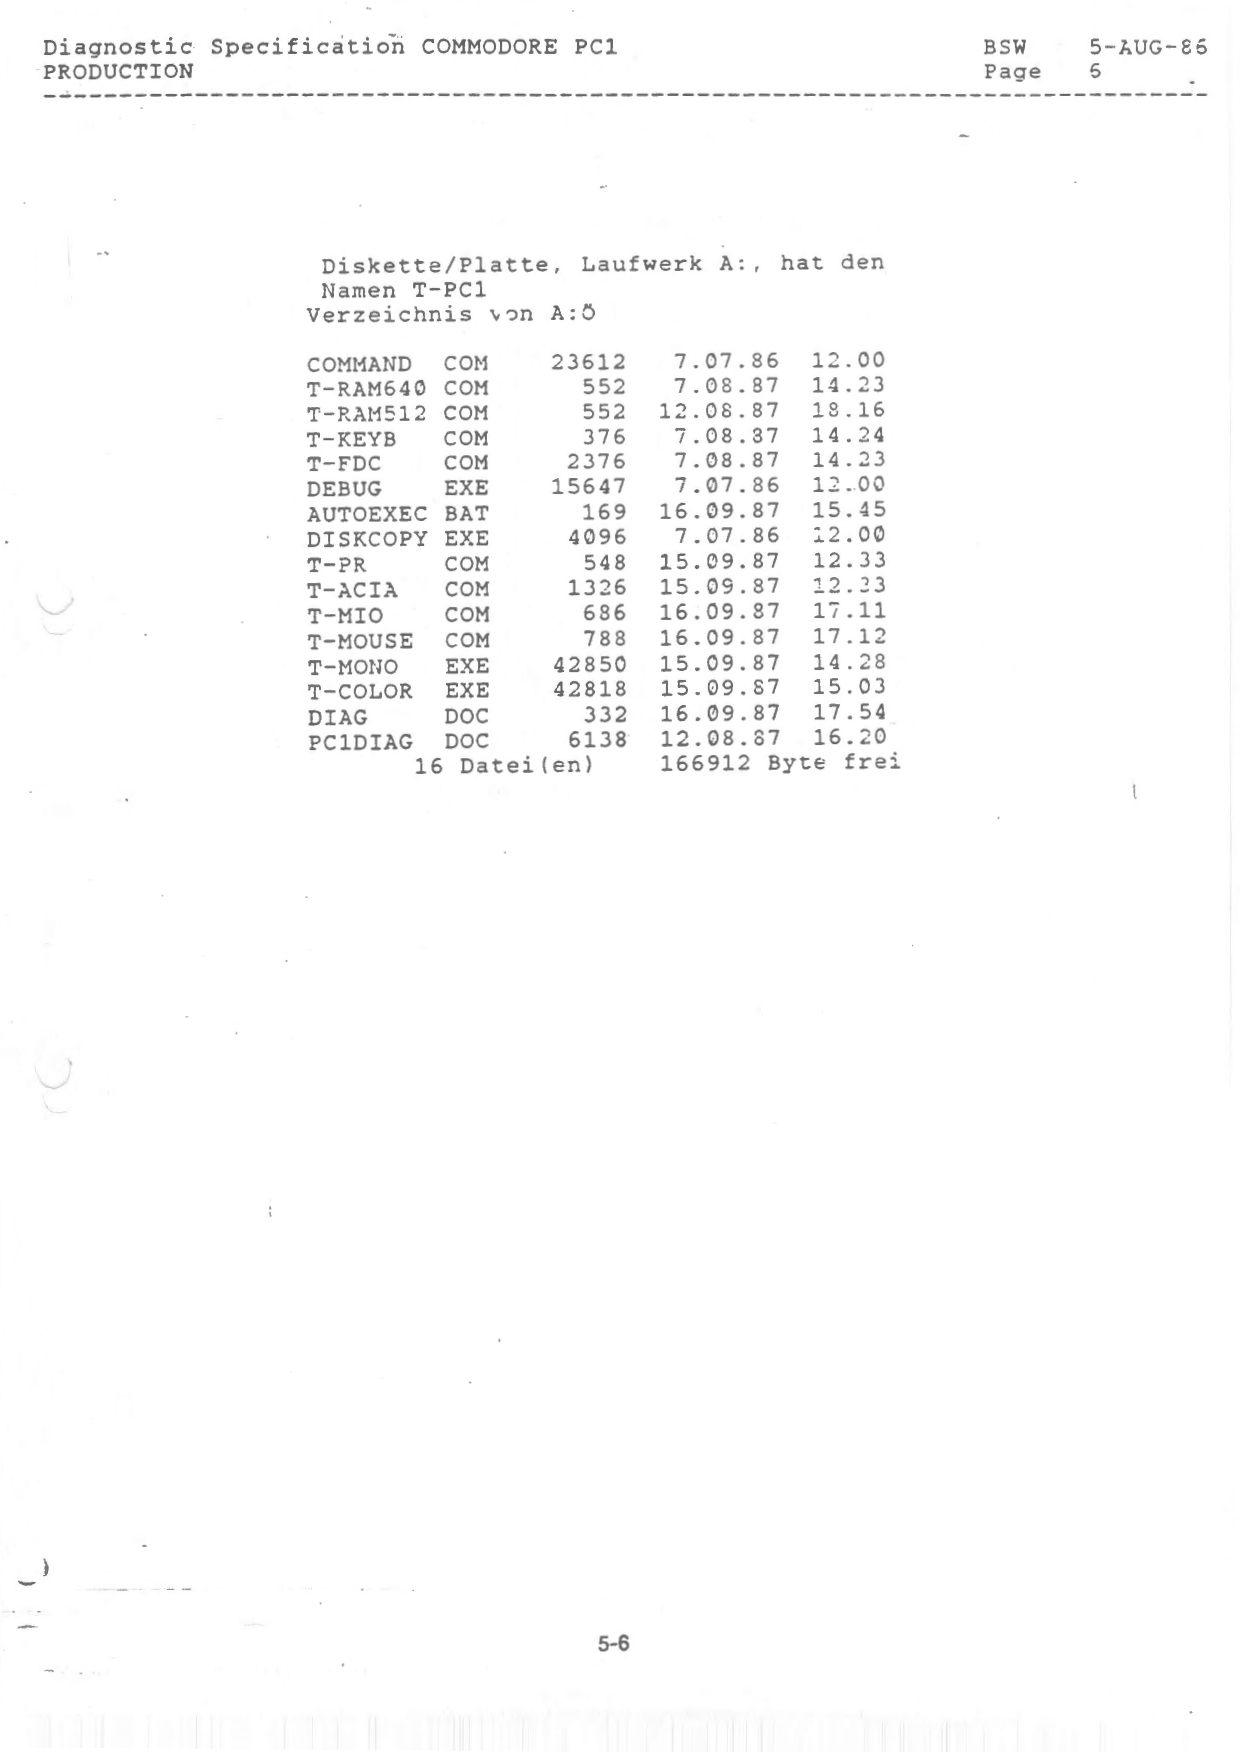 Diagnostic Specification COMMODORE PC1 BSW 5-AUG-86
PRODUCTION Page 6
Diskette/Platte, Laufwerk A:, hat den
Namen T-PC1
Verzeichnis von A:Ö
COMMAND COM 23612 7.07.86 12.00
T-RAM640 COM 552 7.08.87 14.23
T-RAM512 COM 552 12.08.87 18.16
T-KEYB COM 376 7.08.87 14.24
T-FDC COM 2376 7.08.87 14.23
DEBUG EXE 15647 7.07.86 12.00
AUTOEXEC BAT 169 16.09.87 15.45
DISKCOPY EXE 4096 7.07.86 12.00
T-PR COM 548 15.09.87 12.33
T-ACIA COM 1326 15.09.87
T-MIO COM 686 16.09.87 17.11
T-MOUSE COM 788 16.09.87 17.12
T-MONO EXE 42850 15.09.87 14.28
T-COLOR EXE 42818 15.09.87 15.03
DIAG DOC 332 16.09.87 17.54
PC1DIAG DOC 6138 12.08.87 16.20
16 Datei(en) 166912 Byte frei
5-6